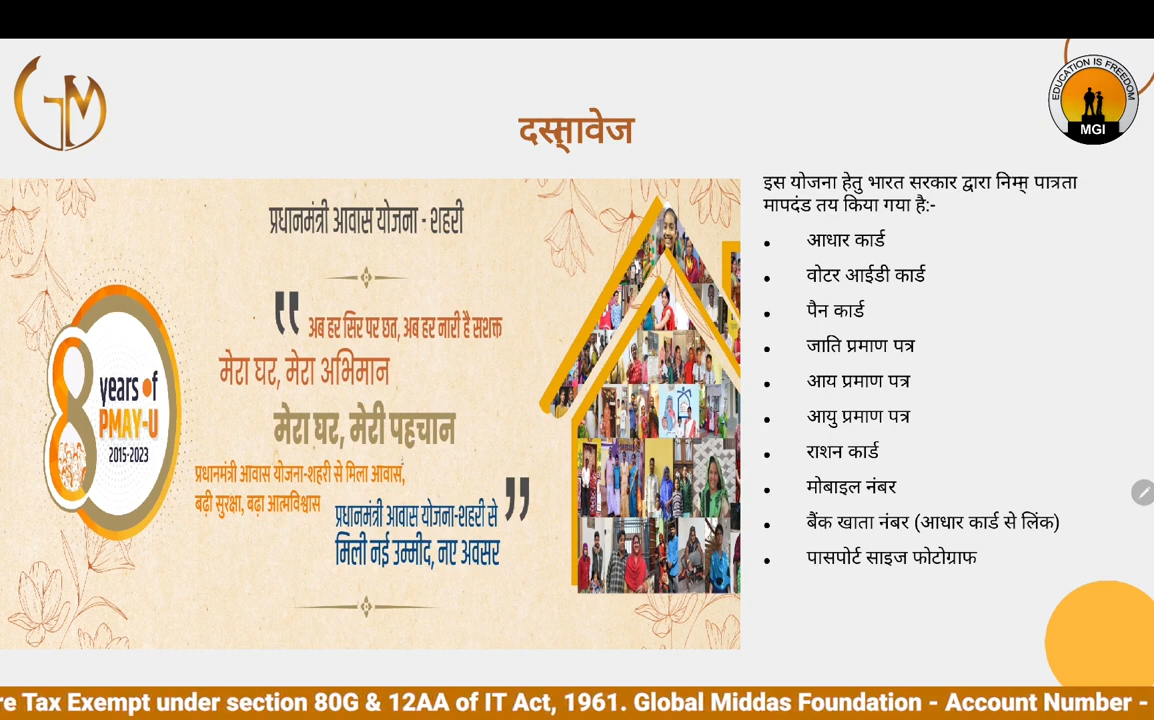 GM
EDUCATION IS FREEDOM
MGI
दस्तावेज
प्रधानमंत्री आवास योजना - शहरी
"अब हर सिर पर छत, अब हर नारी है सशक्त
मेरा घर, मेरा अभिमान
मेरा घर, मेरी पहचान
प्रधानमंत्री आवास योजना-शहरी से मिला आवास,
बढ़ी सुरक्षा, बढ़ा आत्मविश्वास
प्रधानमंत्री आवास योजना-शहरी से
मिली नई उम्मीद, नए अवसर"
8 years of
PMAY-U
2015-2023
इस योजना हेतु भारत सरकार द्वारा निम्न पात्रता
मापदंड तय किया गया है:-
• आधार कार्ड
• वोटर आईडी कार्ड
• पैन कार्ड
• जाति प्रमाण पत्र
• आय प्रमाण पत्र
• आयु प्रमाण पत्र
• राशन कार्ड
• मोबाइल नंबर
• बैंक खाता नंबर (आधार कार्ड से लिंक)
• पासपोर्ट साइज फोटोग्राफ
re Tax Exempt under section 80G & 12AA of IT Act, 1961. Global Middas Foundation - Account Number -